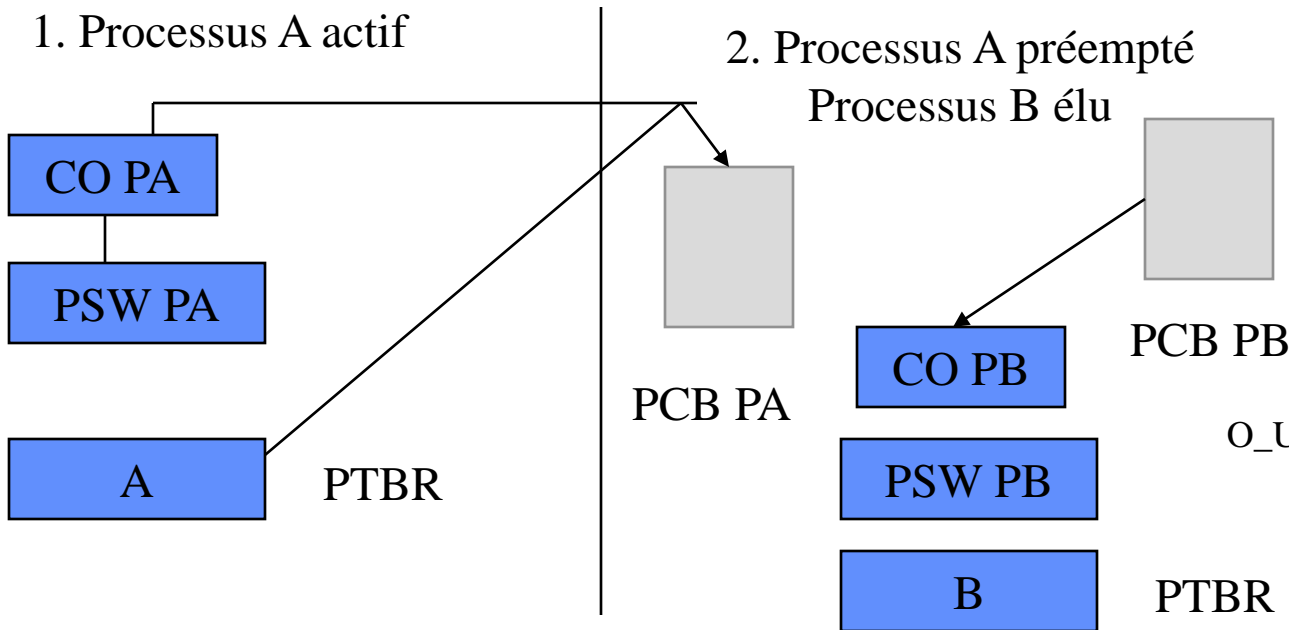 1. Processus A actif
CO PA
PSW PA
A
PTBR
2. Processus A préempté
Processus B élu
PCB PA
PCB PB
CO PB
O_U
PSW PB
B
PTBR